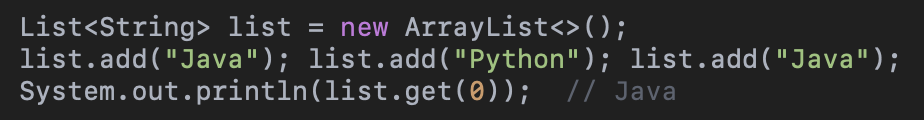 List<String> list = new ArrayList<>();
list.add("Java"); list.add("Python"); list.add("Java");
System.out.println(list.get(0));  // Java